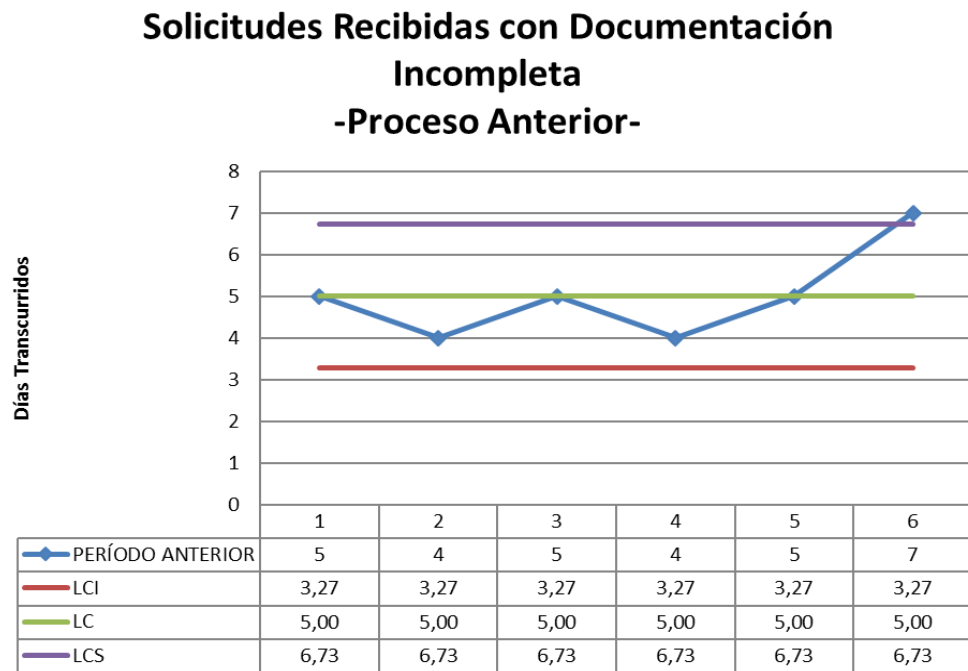 Solicitudes Recibidas con Documentación
Incompleta
-Proceso Anterior-
Días Transcurridos
8
7
6
5
4
3
2
1
0
1 2 3 4 5 6
PERÍODO ANTERIOR 5 4 5 4 5 7
LCI 3,27 3,27 3,27 3,27 3,27 3,27
LC 5,00 5,00 5,00 5,00 5,00 5,00
LCS 6,73 6,73 6,73 6,73 6,73 6,73